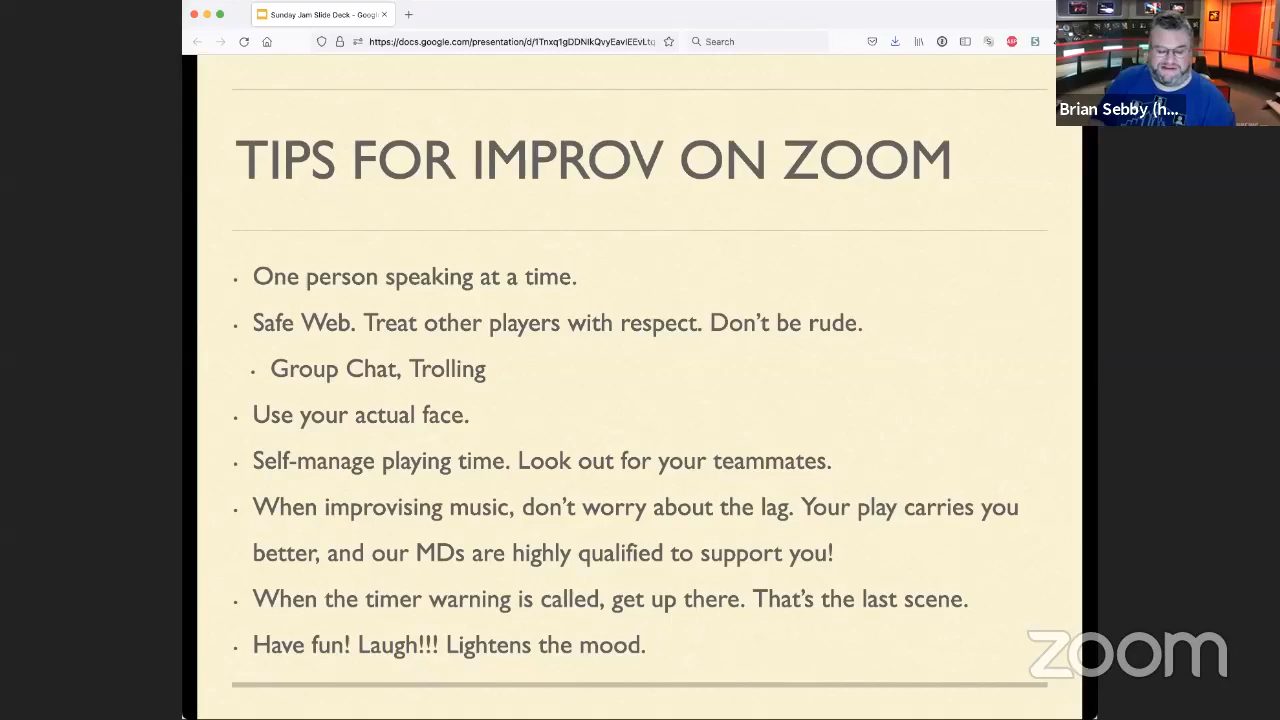 Sunday Jam Slide Deck - Googl
https://docs.google.com/presentation/d/1Tnxq1gDDNlkQvyEavIEEvLtg
Search
ABP
S
Brian Sebby (h...
TIPS FOR IMPROV ON ZOOM
· One person speaking at a time.
· Safe Web. Treat other players with respect. Don't be rude.
· Group Chat, Trolling
· Use your actual face.
· Self-manage playing time. Look out for your teammates.
· When improvising music, don't worry about the lag. Your play carries you
better, and our MDs are highly qualified to support you!
· When the timer warning is called, get up there. That's the last scene.
· Have fun! Laugh!!! Lightens the mood.
zoom